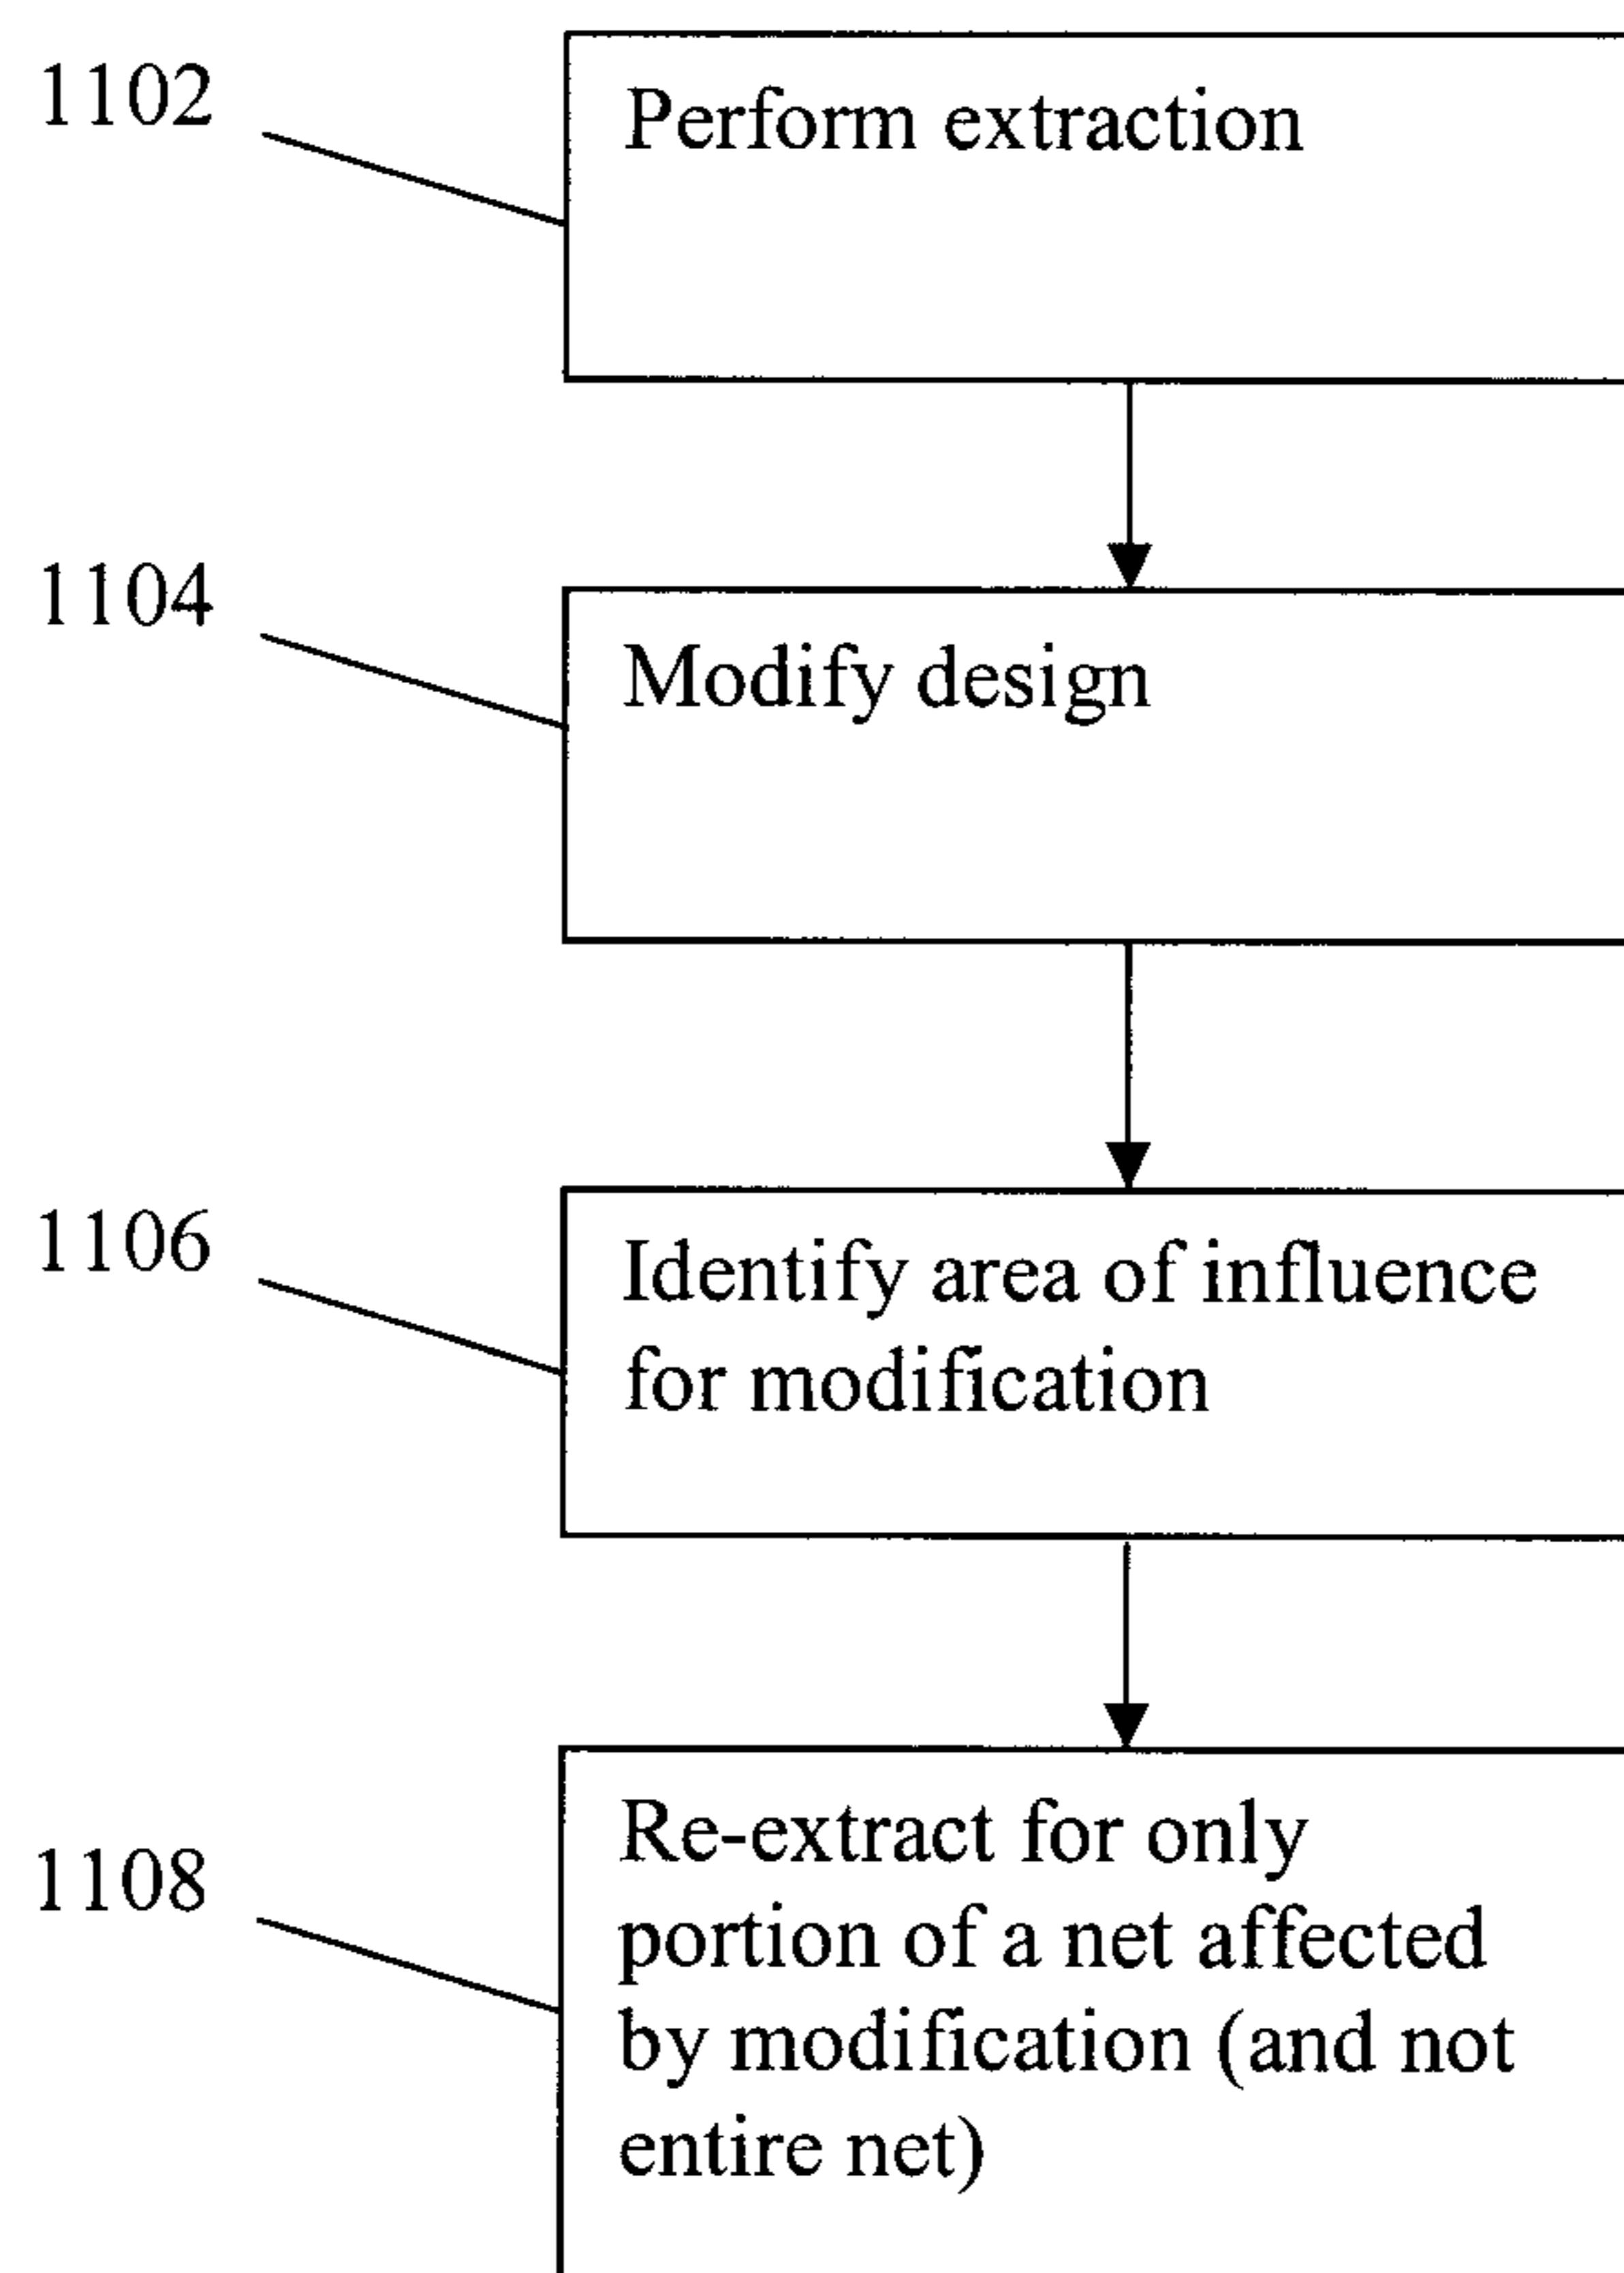 1102
Perform extraction
1104
Modify design
1106
Identify area of influence
for modification
1108
Re-extract for only
portion of a net affected
by modification (and not
entire net)